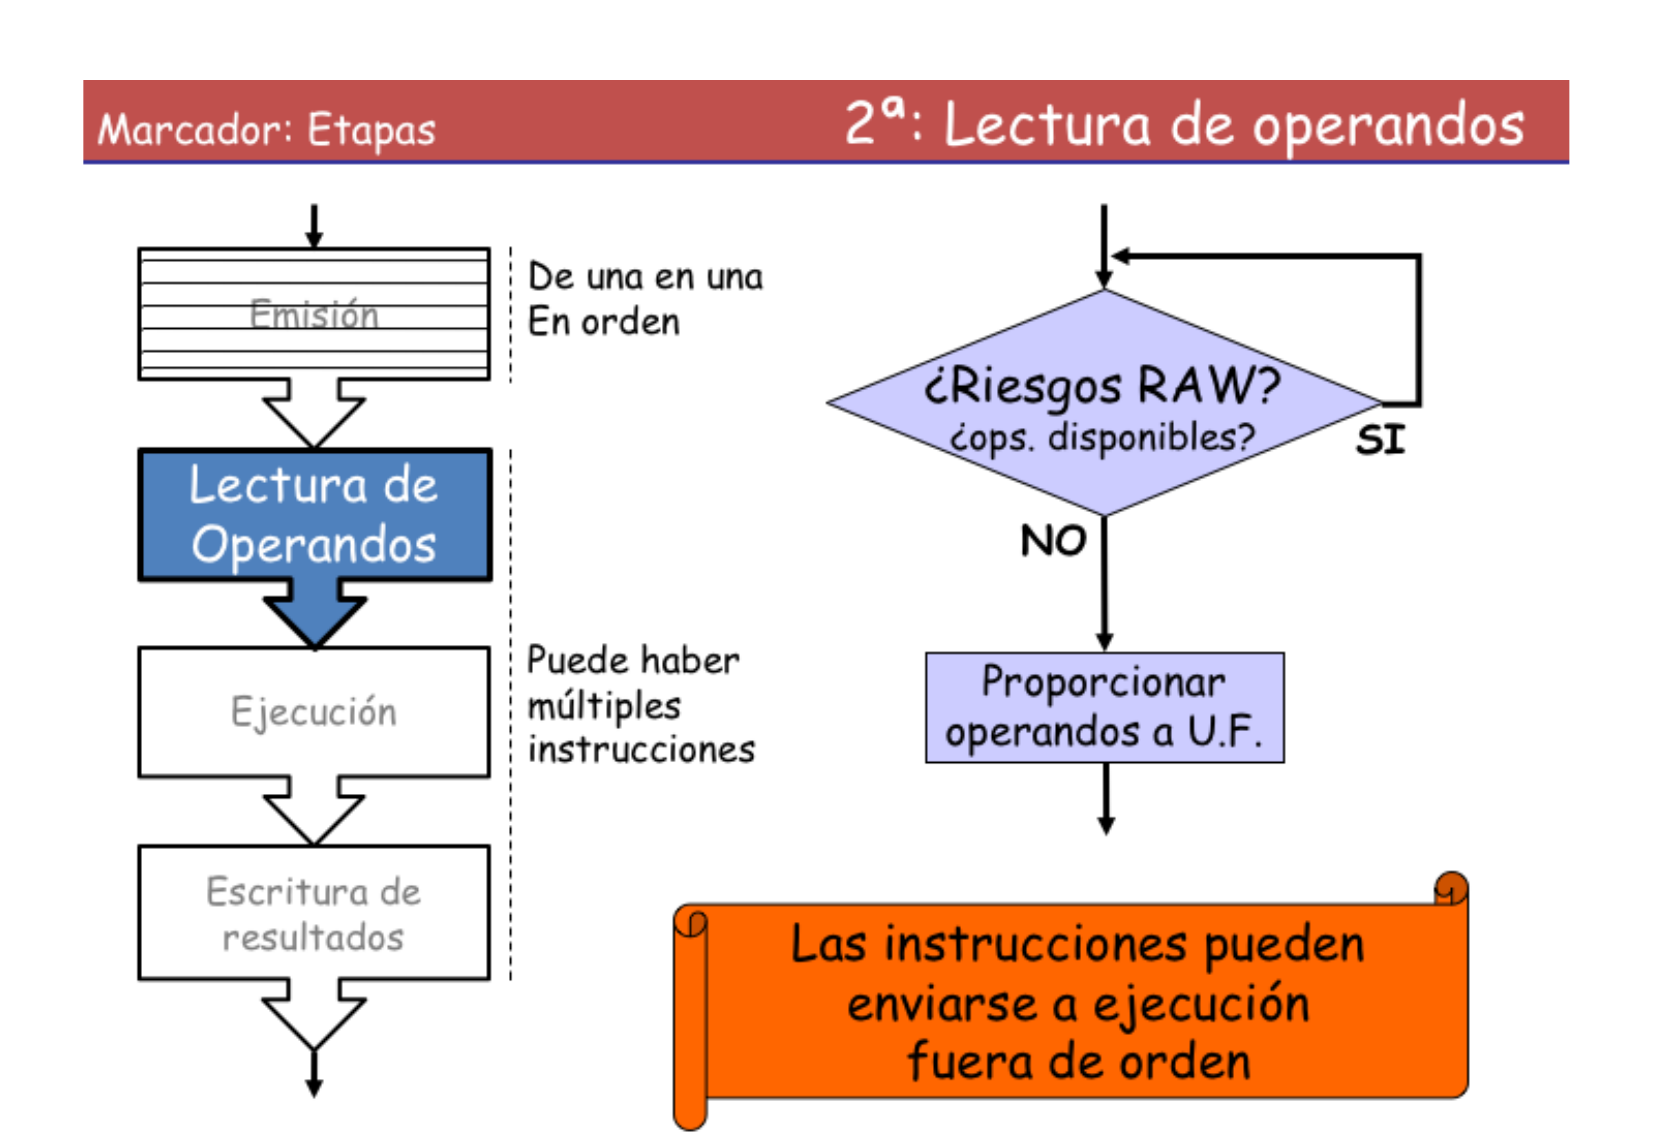 Marcador: Etapas
2ª: Lectura de operandos
Emisión
De una en una
En orden
Lectura de
Operandos
Ejecución
Puede haber
múltiples
instrucciones
Escritura de
resultados
¿Riesgos RAW?
¿ops. disponibles?
SI
NO
Proporcionar
operandos a U.F.
Las instrucciones pueden
enviarse a ejecución
fuera de orden